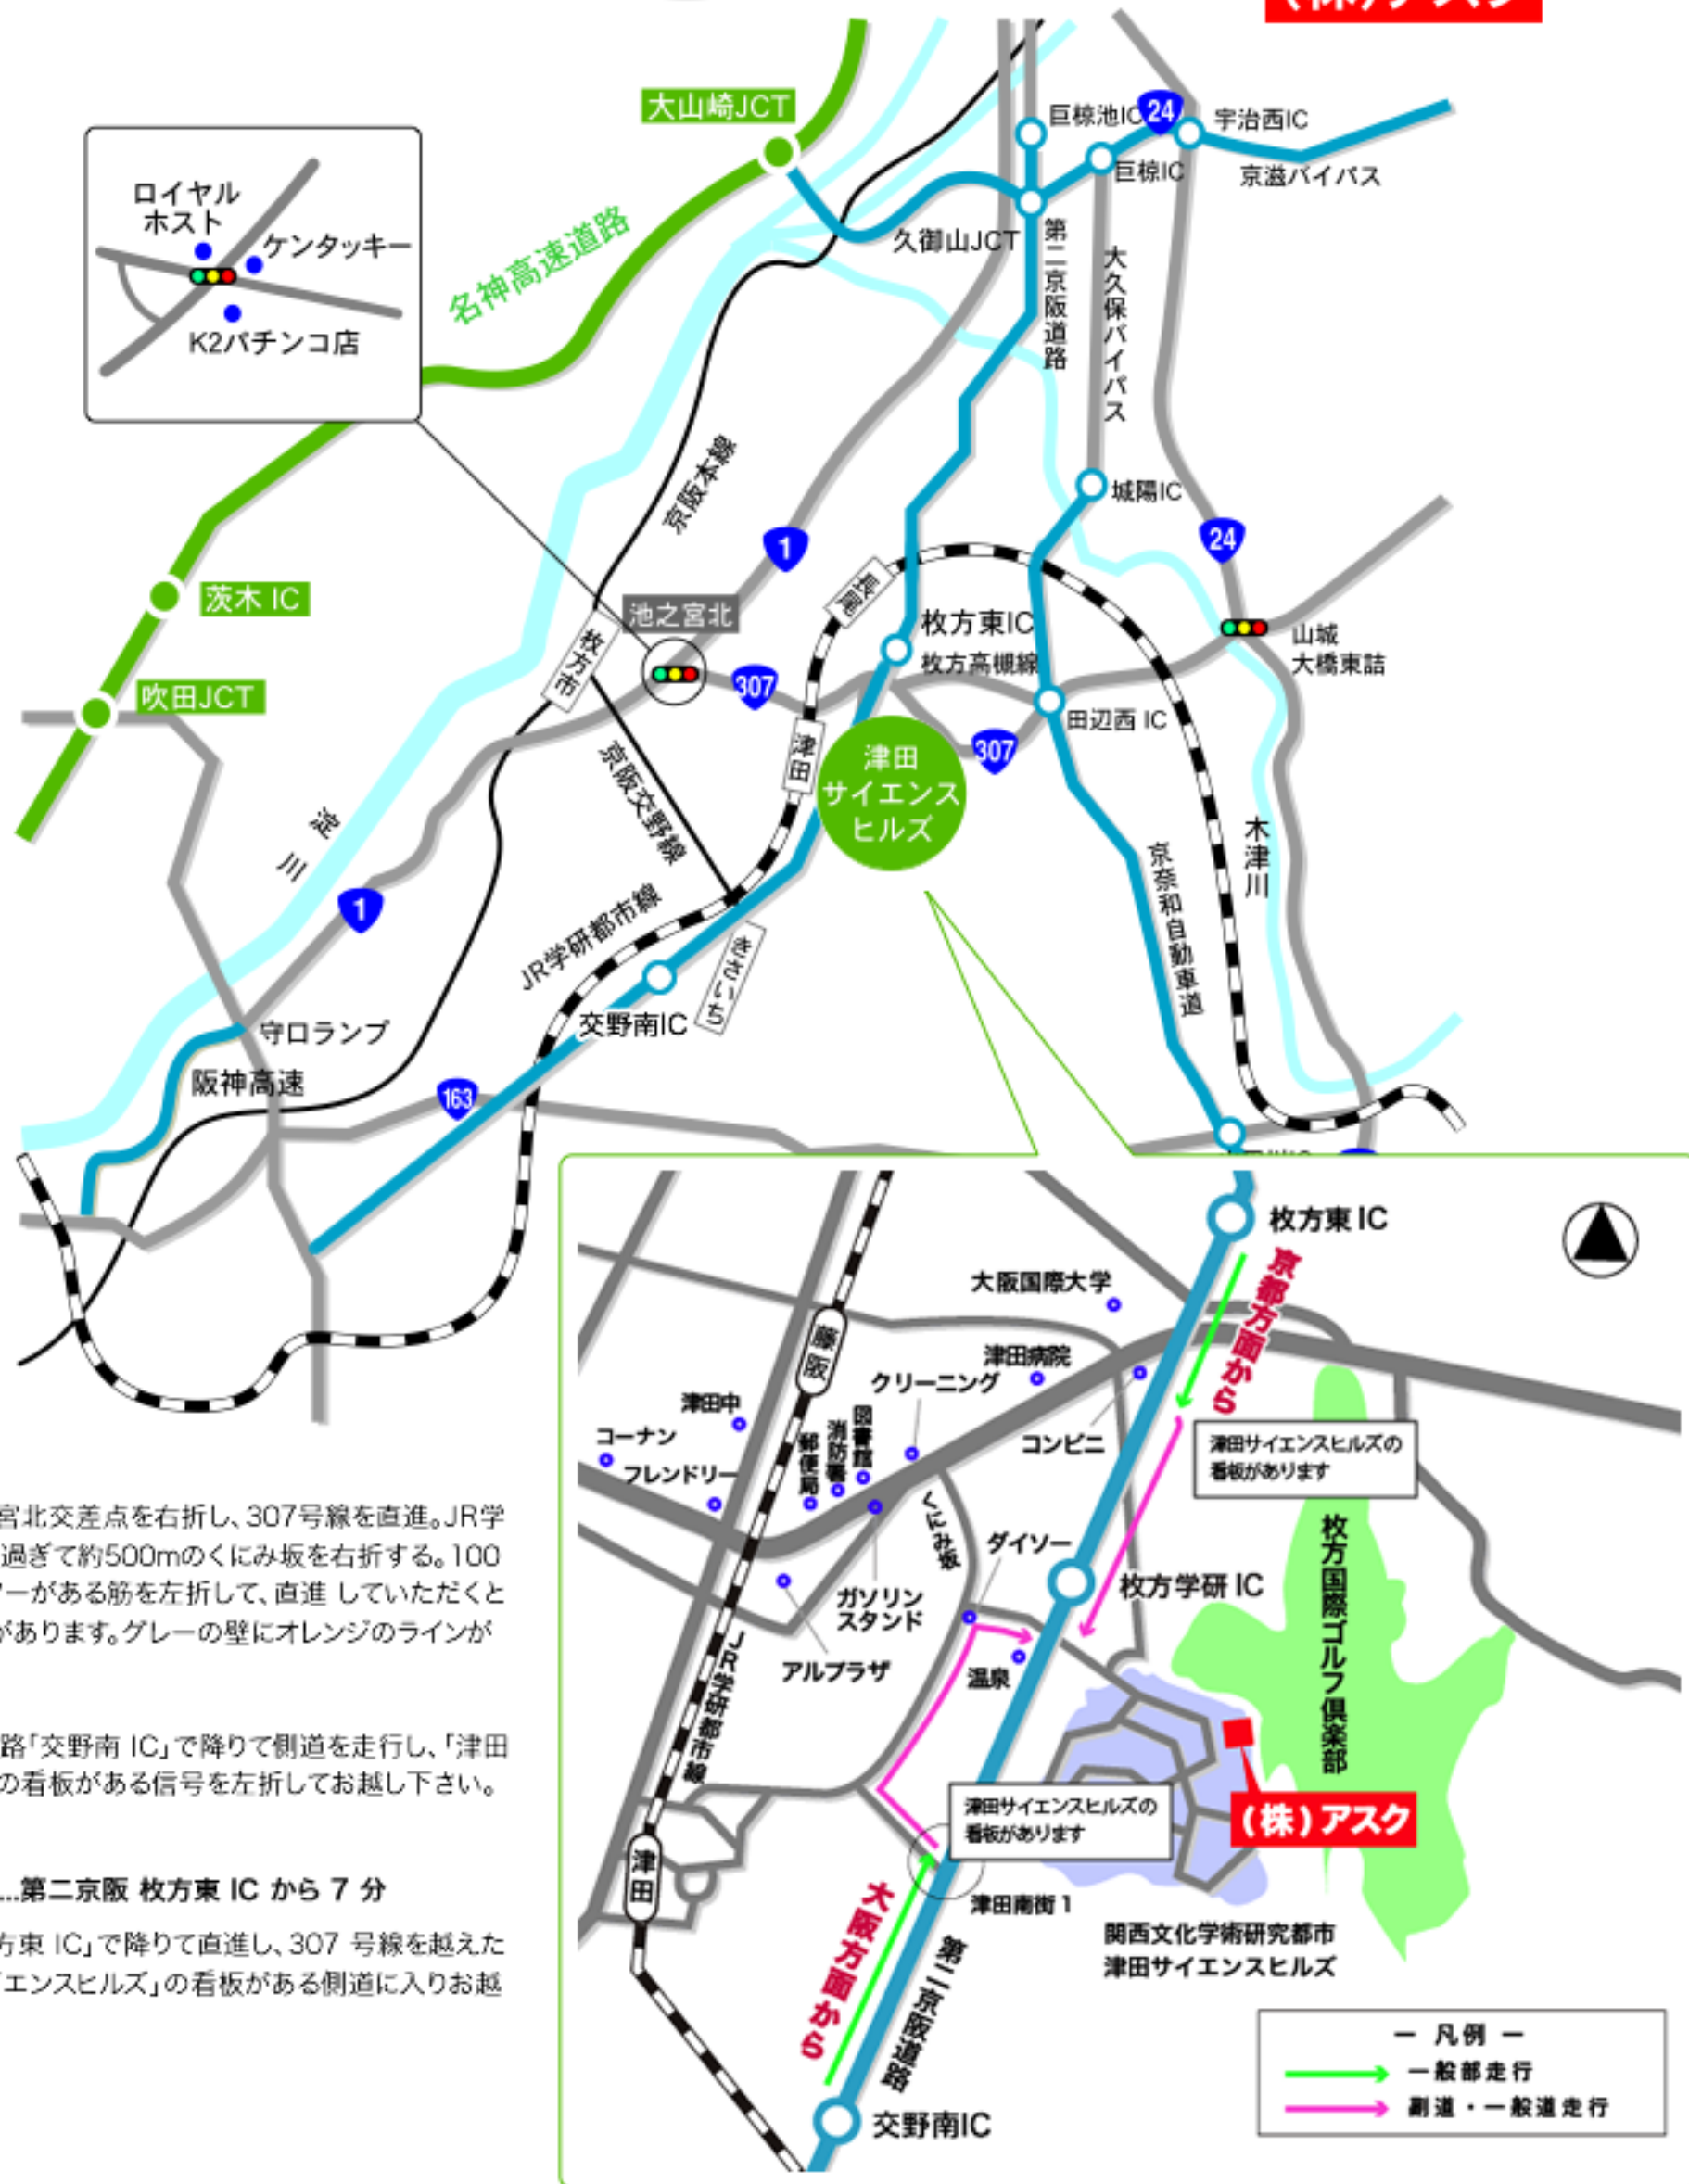 大山崎JCT
巨椋池IC
24
宇治西IC
巨椋IC
京滋バイパス
ロイヤル
ホスト
ケンタッキー
K2パチンコ店
名神高速道路
久御山JCT
第二京阪道路
大久保バイパス
京阪本線
城陽IC
1
24
長尾
茨木 IC
池之宮北
枚方市
枚方東IC
枚方高槻線
山城
大橋東詰
307
吹田JCT
田辺西 IC
津田
307
津田
サイエンス
ヒルズ
京阪交野線
淀川
木津川
京奈和自動車道
1
JR学研都市線
きさいち
交野南IC
守口ランプ
阪神高速
163
枚方東 IC
京都方面から
大阪国際大学
藤阪
津田病院
クリーニング
津田中
図書館
消防署
郵便局
コーナン
フレンドリー
コンビニ
津田サイエンスヒルズの
看板があります
くにみ坂
ダイソー
枚方学研 IC
枚方国際ゴルフ倶楽部
ガソリン
スタンド
アルプラザ
温泉
JR学研都市線
津田サイエンスヒルズの
看板があります
(株)アスク
津田
津田南街1
大阪方面から
第二京阪道路
関西文化学術研究都市
津田サイエンスヒルズ
交野南IC
ー 凡例 ー
一般部走行
副道・一般道走行
宮北交差点を右折し、307号線を直進。JR学
過ぎて約500mのくにみ坂を右折する。100
ーがある筋を左折して、直進 していただくと
があります。グレーの壁にオレンジのラインが
路「交野南 IC」で降りて側道を走行し、「津田
の看板がある信号を左折してお越し下さい。
...第二京阪 枚方東 IC から 7 分
方東 IC」で降りて直進し、307 号線を越えた
エンスヒルズ」の看板がある側道に入りお越